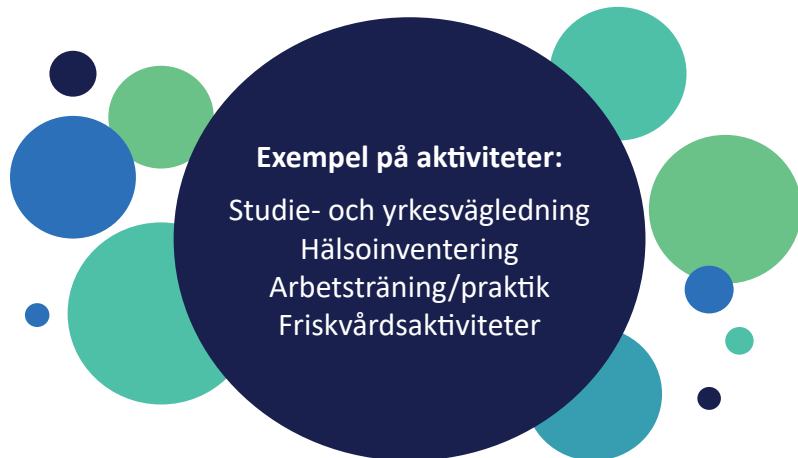 Exempel på aktiviteter:
Studie- och yrkesvägledning
Hälsoinventering
Arbetsträning/praktik
Friskvårdsaktiviteter